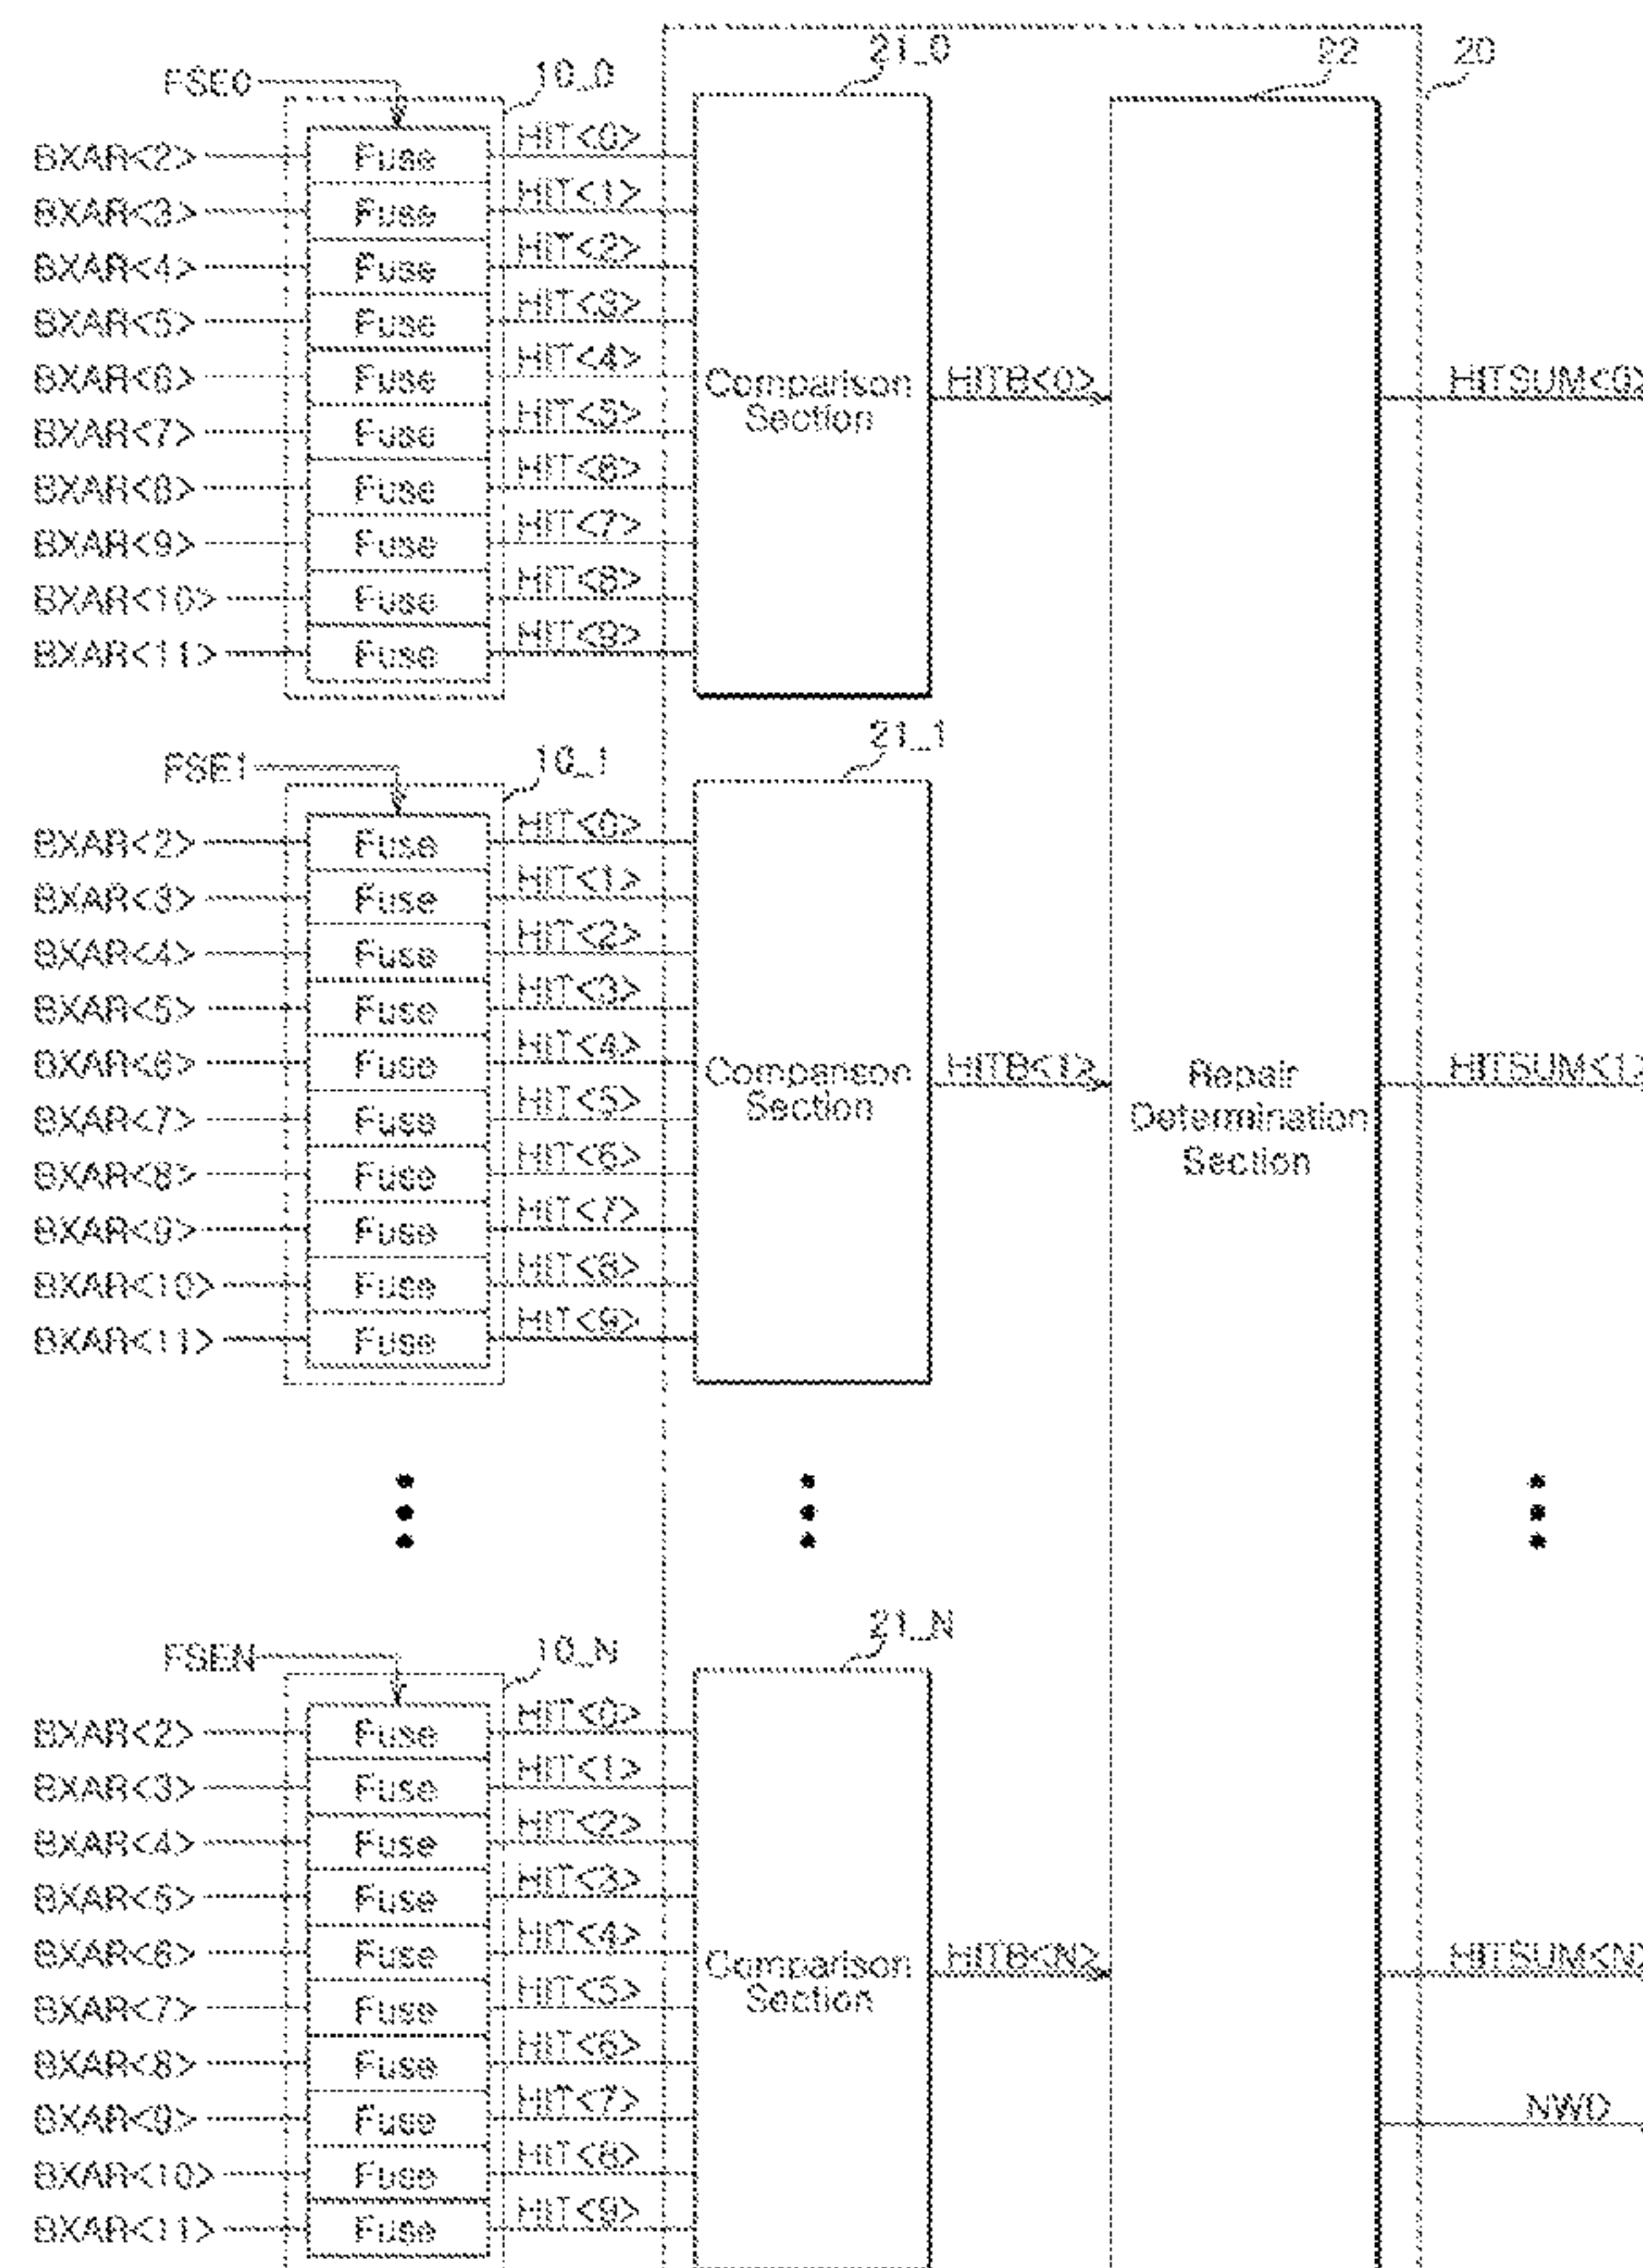 21_0
22
20
FSE0
10_0
BXAR<2> Fuse HIT<0>
BXAR<3> Fuse HIT<1>
BXAR<4> Fuse HIT<2>
BXAR<5> Fuse HIT<3>
BXAR<6> Fuse HIT<4>
BXAR<7> Fuse HIT<5>
BXAR<8> Fuse HIT<6>
BXAR<9> Fuse HIT<7>
BXAR<10> Fuse HIT<8>
BXAR<11> Fuse HIT<9>
Comparison
Section
HITB<0>
HITSUM<0>
FSE1
10_1
21_1
BXAR<2> Fuse HIT<0>
BXAR<3> Fuse HIT<1>
BXAR<4> Fuse HIT<2>
BXAR<5> Fuse HIT<3>
BXAR<6> Fuse HIT<4>
BXAR<7> Fuse HIT<5>
BXAR<8> Fuse HIT<6>
BXAR<9> Fuse HIT<7>
BXAR<10> Fuse HIT<8>
BXAR<11> Fuse HIT<9>
Comparison
Section
HITB<1>
Repair
Determination
Section
HITSUM<1>
FSEN
10_N
21_N
BXAR<2> Fuse HIT<0>
BXAR<3> Fuse HIT<1>
BXAR<4> Fuse HIT<2>
BXAR<5> Fuse HIT<3>
BXAR<6> Fuse HIT<4>
BXAR<7> Fuse HIT<5>
BXAR<8> Fuse HIT<6>
BXAR<9> Fuse HIT<7>
BXAR<10> Fuse HIT<8>
BXAR<11> Fuse HIT<9>
Comparison
Section
HITB<N>
HITSUM<N>
NWD